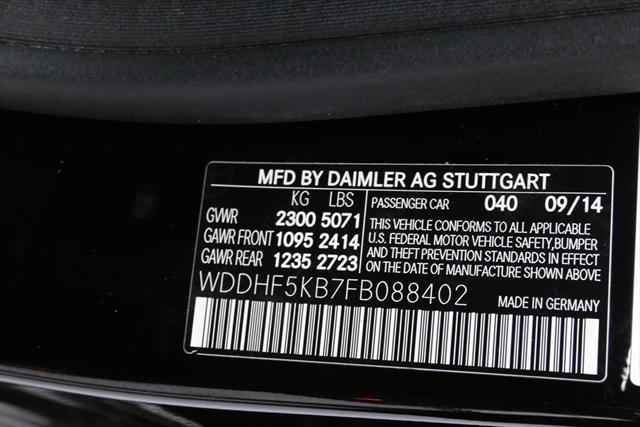 MFD BY DAIMLER AG STUTTGART
KG LBS
GVWR 2300 5071
GAWR FRONT 1095 2414
GAWR REAR 1235 2723
PASSENGER CAR 040 09/14
THIS VEHICLE CONFORMS TO ALL APPLICABLE
U.S. FEDERAL MOTOR VEHICLE SAFETY,BUMPER
AND THEFT PREVENTION STANDARDS IN EFFECT
ON THE DATE OF MANUFACTURE SHOWN ABOVE.
WDDHF5KB7FB088402
MADE IN GERMANY